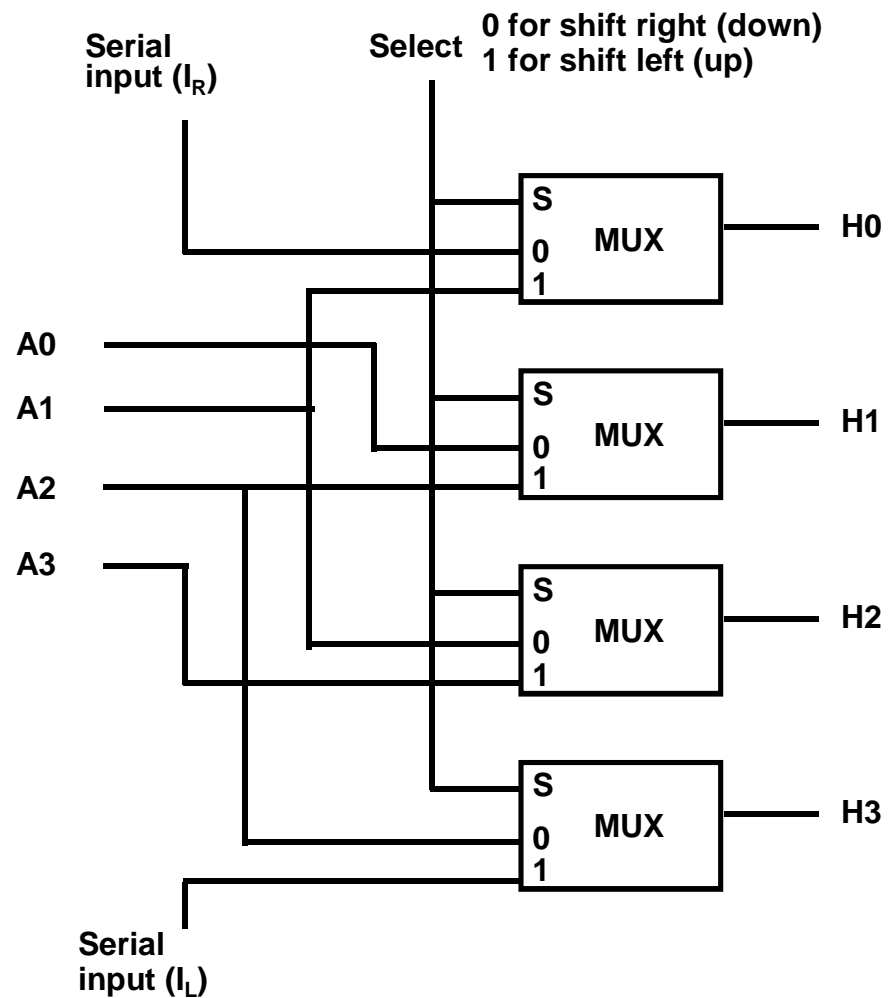 Serial
input (IR)
Select
0 for shift right (down)
1 for shift left (up)
S
0
1
MUX
H0
A0
A1
A2
A3
S
0
1
MUX
H1
S
0
1
MUX
H2
S
0
1
MUX
H3
Serial
input (IL)